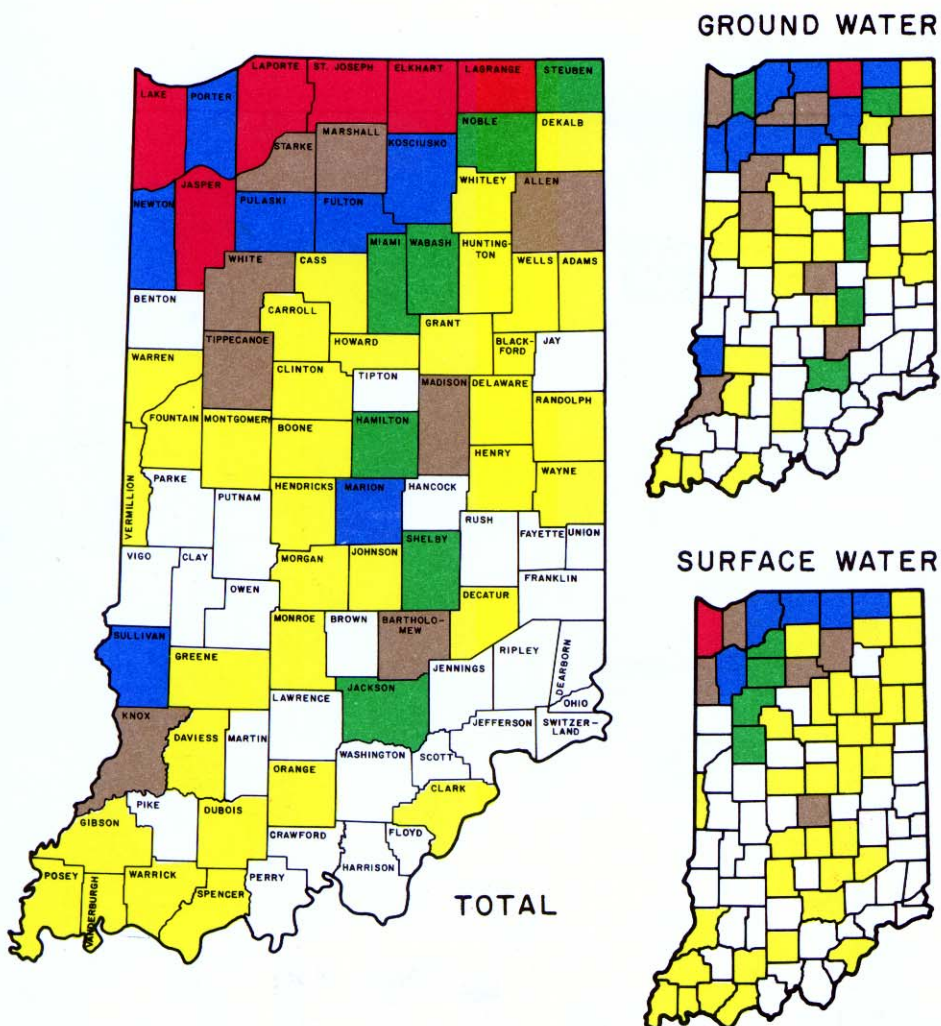 GROUND WATER
LAKE
PORTER
LAPORTE
ST. JOSEPH
ELKHART
LAGRANGE
STEUBEN
NOBLE
DEKALB
STARKE
MARSHALL
KOSCIUSKO
WHITLEY
ALLEN
NEWTON
JASPER
PULASKI
FULTON
MIAMI
WABASH
HUNTING-
TON
WELLS
ADAMS
WHITE
CASS
BENTON
CARROLL
GRANT
HOWARD
BLACK-
FORD
JAY
WARREN
TIPPECANOE
CLINTON
TIPTON
MADISON
DELAWARE
RANDOLPH
FOUNTAIN
MONTGOMERY
BOONE
HAMILTON
HENRY
WAYNE
VERMILLION
PARKE
PUTNAM
HENDRICKS
MARION
HANCOCK
RUSH
FAYETTE
UNION
VIGO
CLAY
OWEN
MORGAN
JOHNSON
SHELBY
FRANKLIN
DECATUR
SURFACE WATER
SULLIVAN
GREENE
MONROE
BROWN
BARTHOLO-
MEW
JENNINGS
RIPLEY
DEARBORN
OHIO
LAWRENCE
JACKSON
JEFFERSON
SWITZER-
LAND
KNOX
DAVIESS
MARTIN
WASHINGTON
SCOTT
ORANGE
CLARK
PIKE
DUBOIS
GIBSON
CRAWFORD
FLOYD
HARRISON
POSEY
VANDERBURGH
WARRICK
SPENCER
PERRY
TOTAL